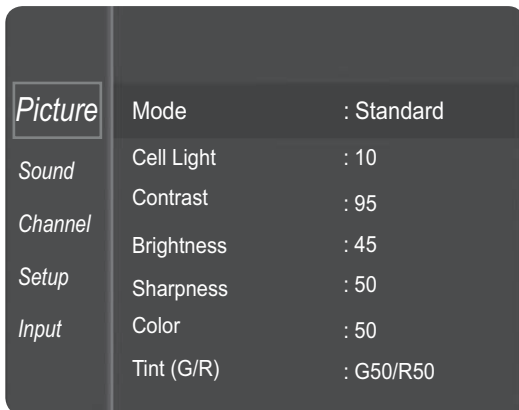 Picture
Sound
Channel
Setup
Input
Mode : Standard
Cell Light : 10
Contrast : 95
Brightness : 45
Sharpness : 50
Color : 50
Tint (G/R) : G50/R50